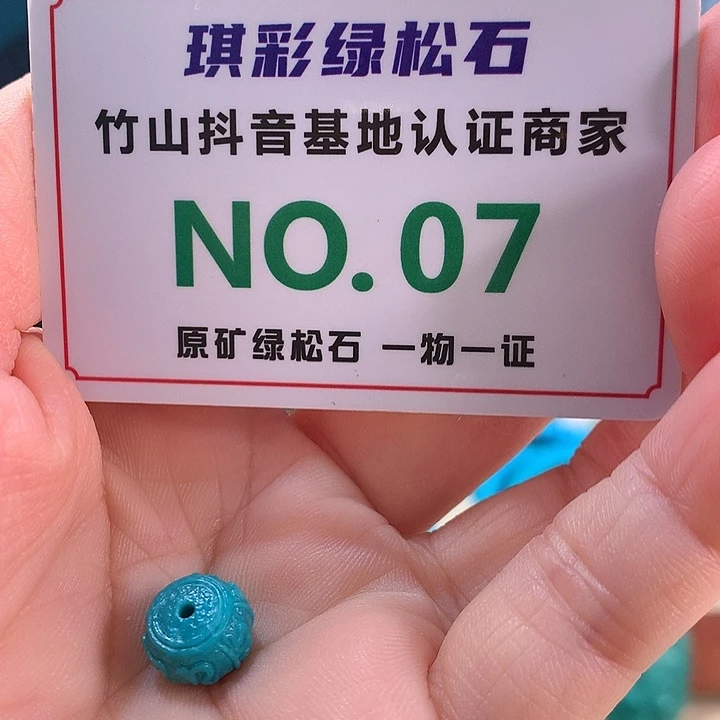 琪彩绿松石
竹山抖音基地认证商家
NO.07
原矿绿松石 一物一证